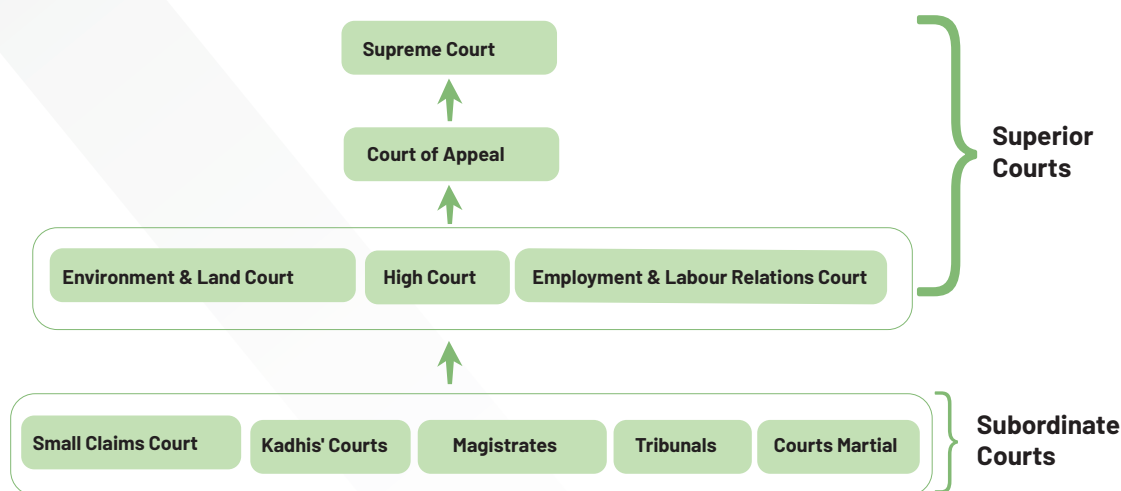 Supreme Court
Court of Appeal
Superior
Courts
Environment & Land Court
High Court
Employment & Labour Relations Court
Small Claims Court
Kadhis' Courts
Magistrates
Tribunals
Courts Martial
Subordinate
Courts